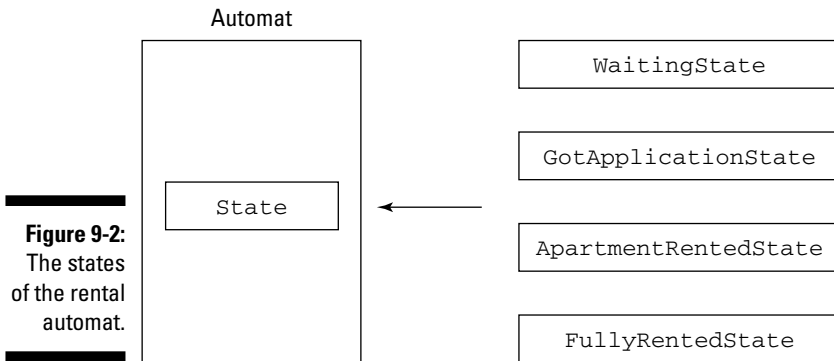 Automat
State
WaitingState
GotApplicationState
ApartmentRentedState
FullyRentedState
Figure 9-2:
The states
of the rental
automat.